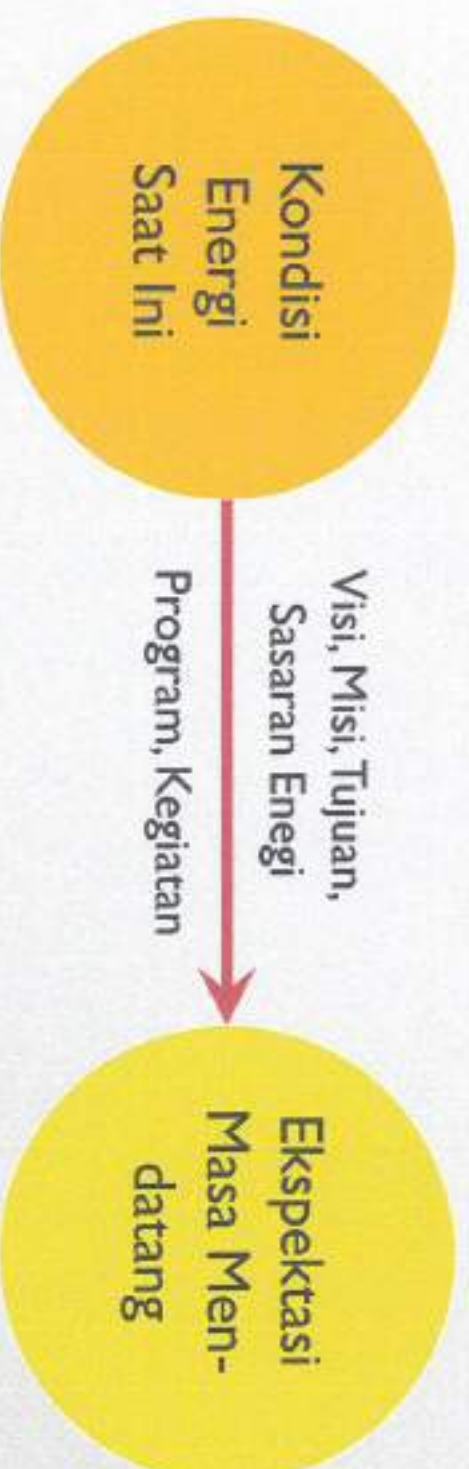 Kondisi
Energi
Saat Ini
Visi, Misi, Tujuan,
Sasaran Enegi
Program, Kegiatan
Ekspektasi
Masa Men-
datang